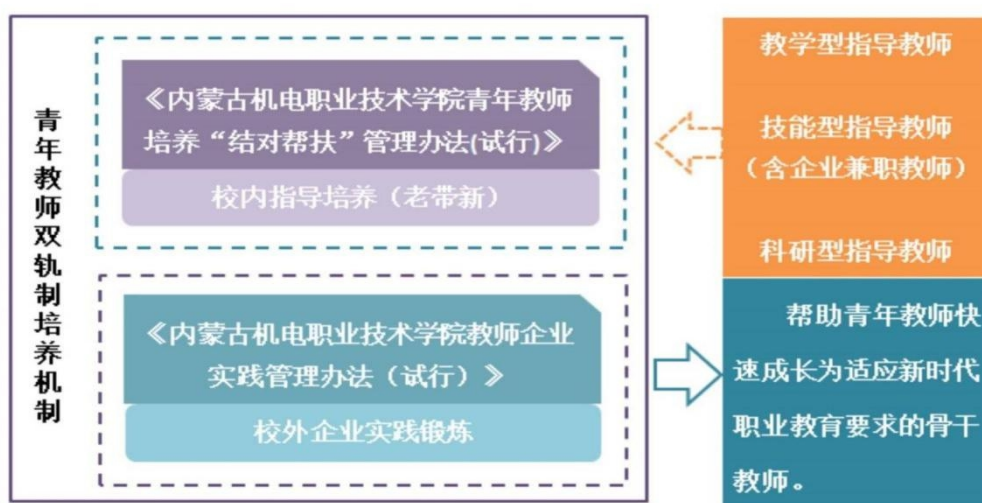 青年教师双轨制培养机制
《内蒙古机电职业技术学院青年教师
培养“结对帮扶”管理办法(试行)》
校内指导培养（老带新）
《内蒙古机电职业技术学院教师企业
实践管理办法（试行）》
校外企业实践锻炼
教学型指导教师
技能型指导教师
（含企业兼职教师）
科研型指导教师
帮助青年教师快
速成长为适应新时代
职业教育要求的骨干
教师。